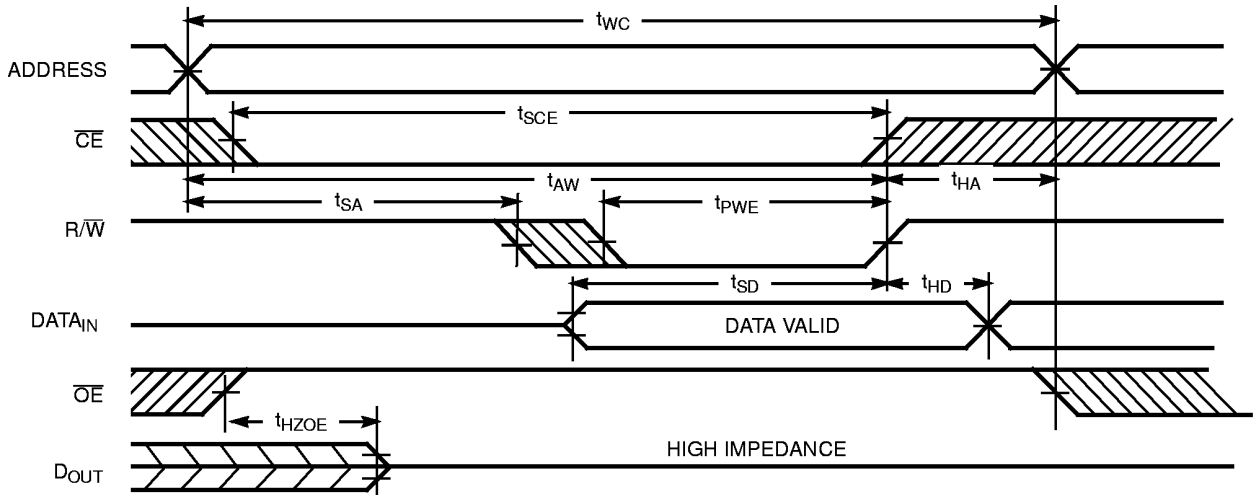 tWC
ADDRESS
tSCE
CE
tAW
tHA
tSA
tPWE
R/W
tSD
tHD
DATAIN
DATA VALID
OE
tHZOE
HIGH IMPEDANCE
DOUT